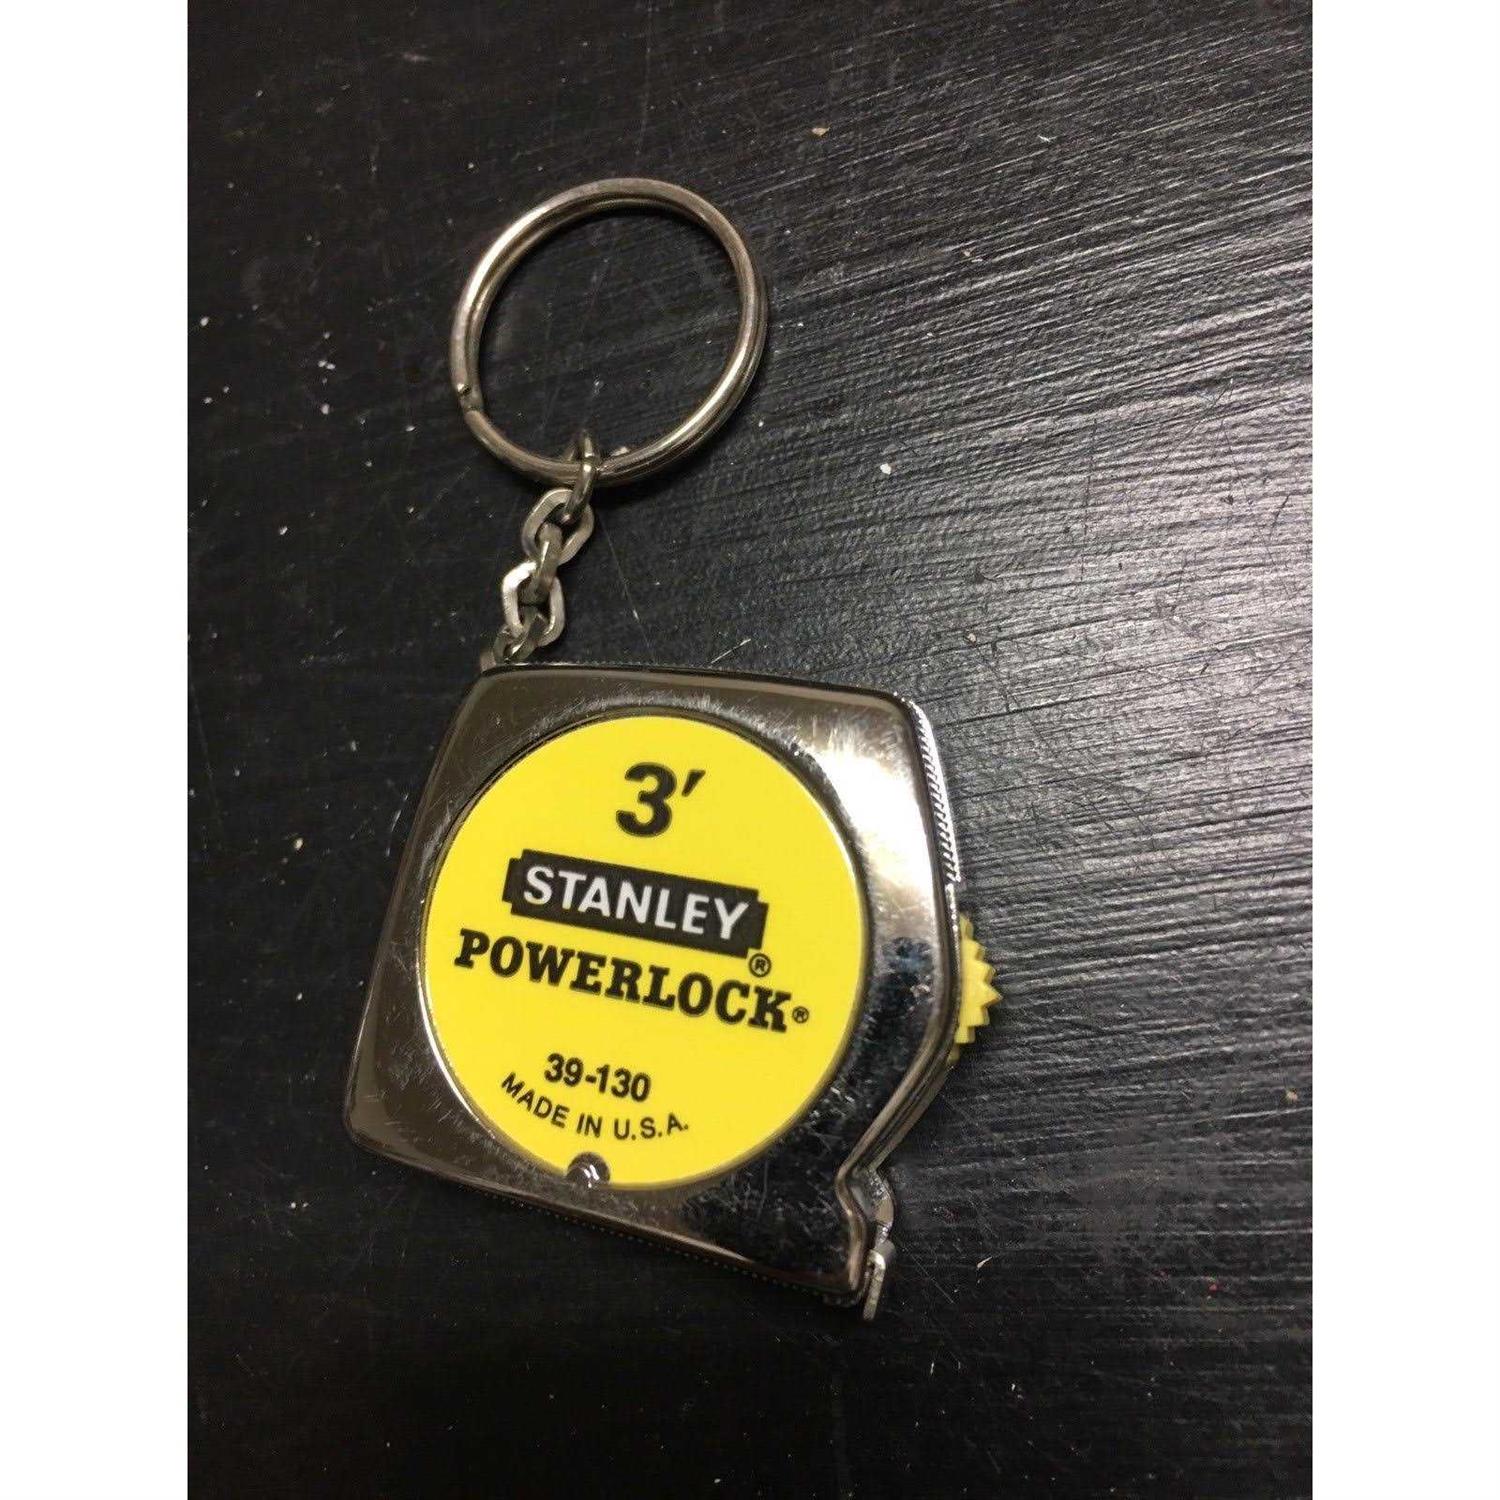 3'
STANLEY®
POWERLOCK®
39-130
MADE IN U.S.A.